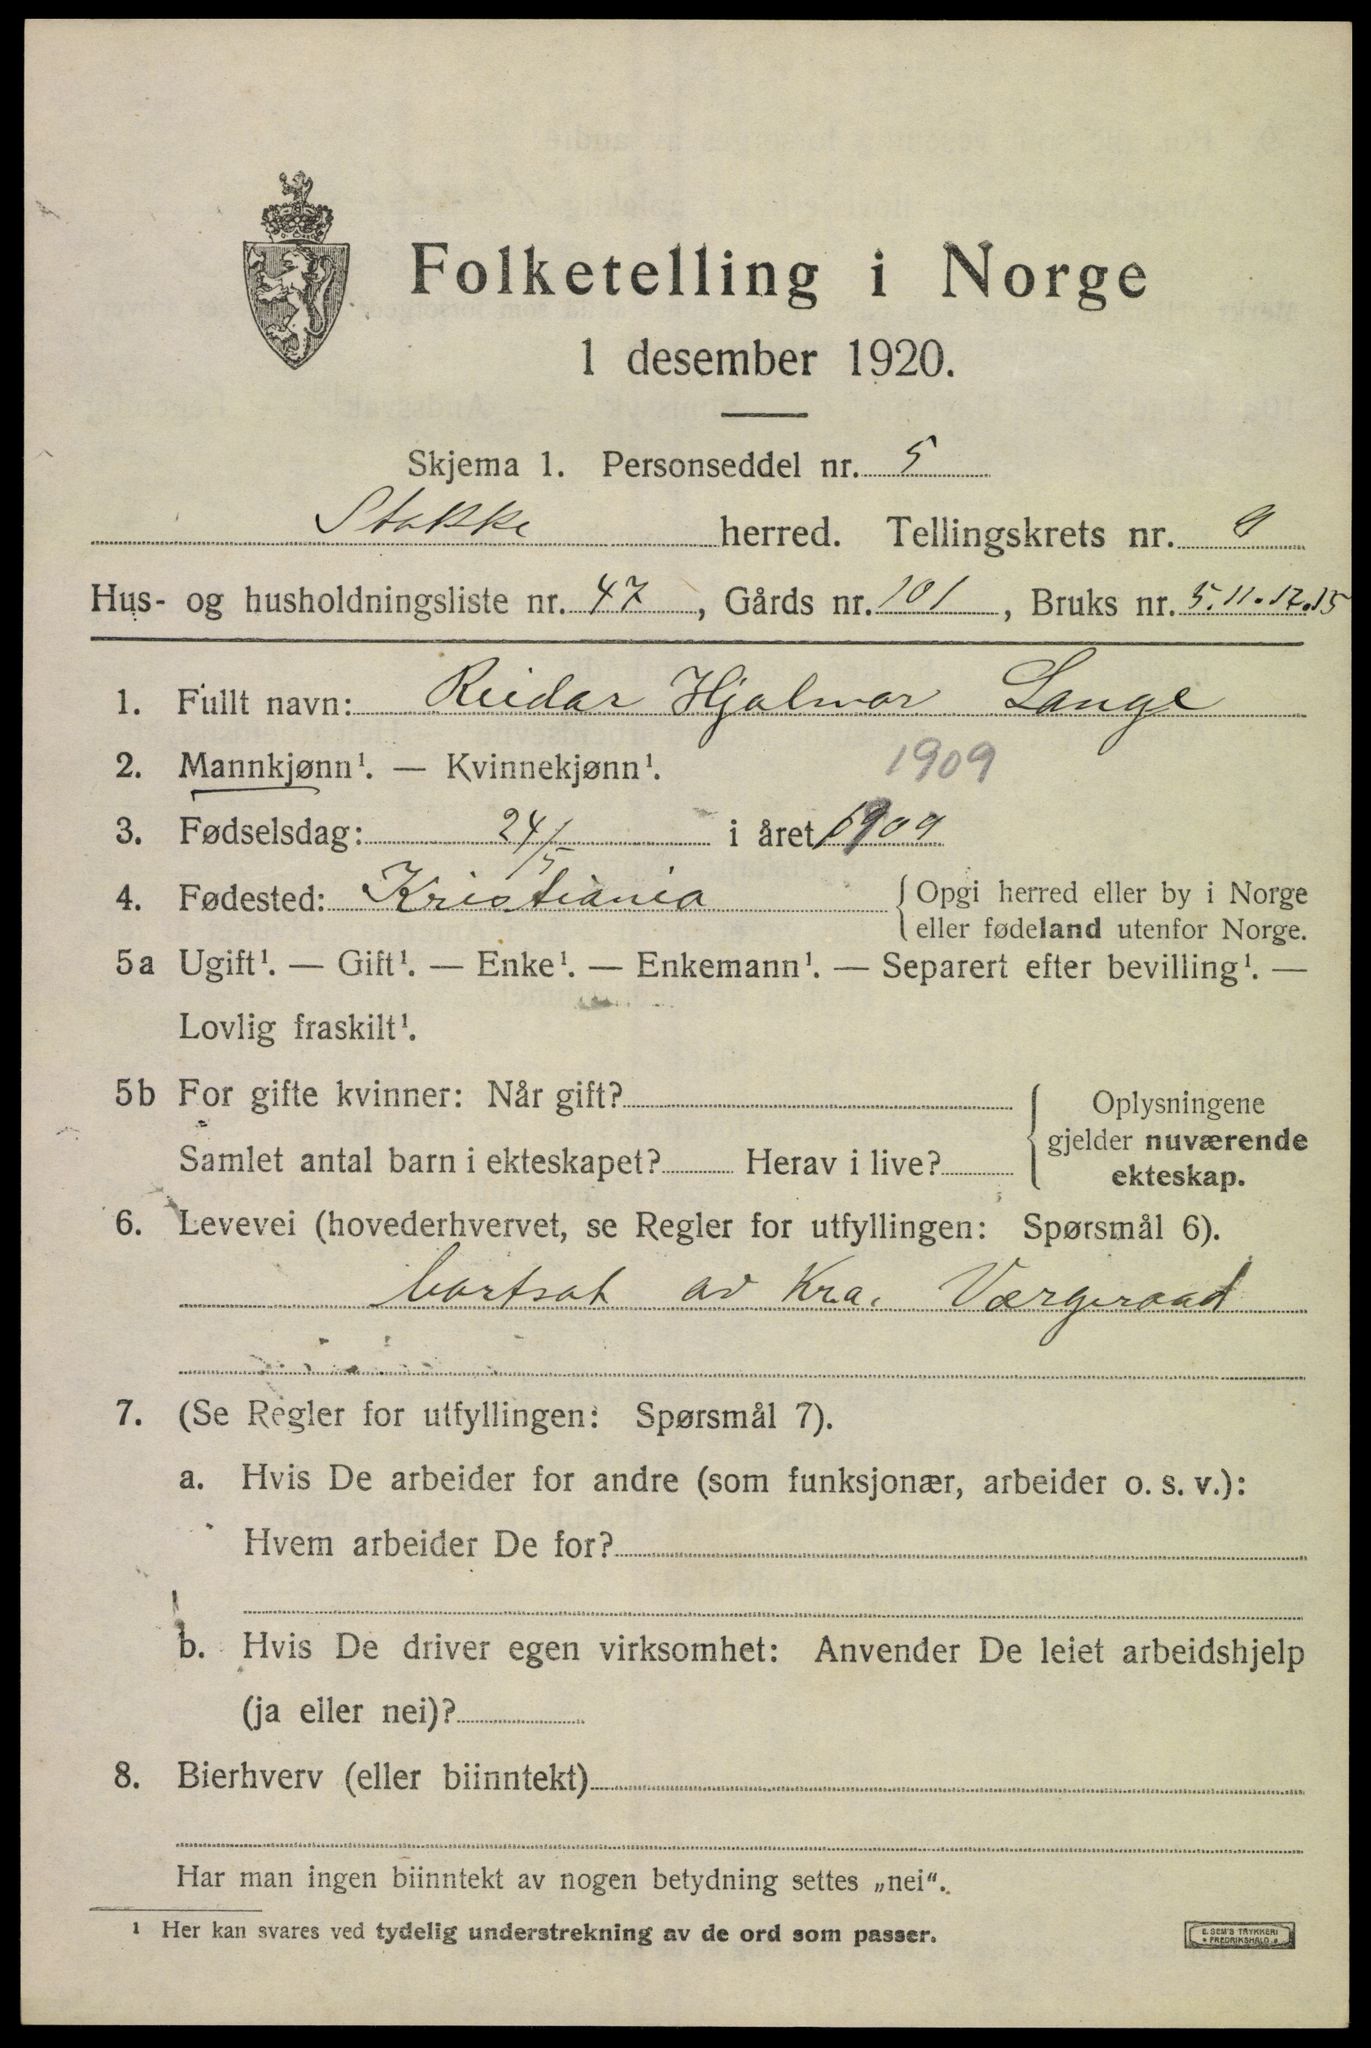 Folketelling i Norge
1 desember 1920.
Skjema 1. Personseddel nr. 5
Stokke herred. Tellingskrets nr. 9
Hus- og husholdningsliste nr. 47, Gårds nr. 101, Bruks nr. 5.11.12.15
1. Fullt navn: Reidar Hjalmar Lange
2. Mannkjønn¹. — Kvinnekjønn¹. 1909
3. Fødselsdag: 24/5 i året 1909
4. Fødested: Kristiania { Opgi herred eller by i Norge
eller fødeland utenfor Norge.
5a Ugift¹. — Gift¹. — Enke¹. — Enkemann¹. — Separert efter bevilling¹. —
Lovlig fraskilt¹.
5b For gifte kvinner: Når gift?
Samlet antal barn i ekteskapet? Herav i live?
Oplysningene
gjelder nuværende
ekteskap.
6. Levevei (hovederhvervet, se Regler for utfyllingen: Spørsmål 6).
bortsat av Kra. Værgeraad
7. (Se Regler for utfyllingen: Spørsmål 7).
a. Hvis De arbeider for andre (som funksjonær, arbeider o. s. v.):
Hvem arbeider De for?
b. Hvis De driver egen virksomhet: Anvender De leiet arbeidshjelp
(ja eller nei)?
8. Bierhverv (eller biinntekt)
Har man ingen biinntekt av nogen betydning settes „nei“.
¹ Her kan svares ved tydelig understrekning av de ord som passer.
E. SEM'S TRYKKERI
FREDRIKSHALD